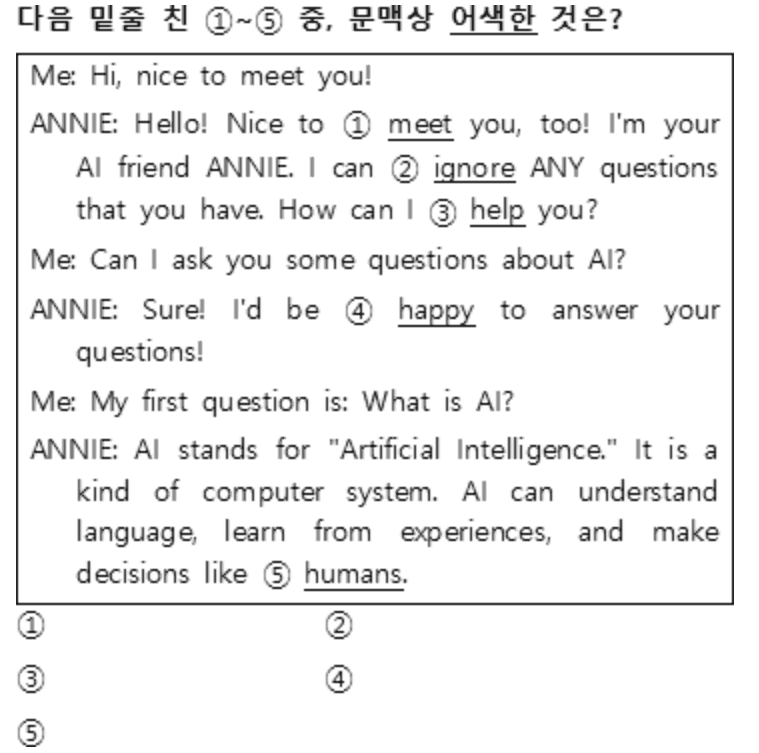 다음 밑줄 친 ①~⑤ 중, 문맥상 어색한 것은?
Me: Hi, nice to meet you!
ANNIE: Hello! Nice to ① meet you, too! I'm your
AI friend ANNIE. I can ② ignore ANY questions
that you have. How can I ③ help you?
Me: Can I ask you some questions about AI?
ANNIE: Sure! I'd be ④ happy to answer your
questions!
Me: My first question is: What is AI?
ANNIE: AI stands for "Artificial Intelligence." It is a
kind of computer system. AI can understand
language, learn from experiences, and make
decisions like ⑤ humans.
① ②
③ ④
⑤